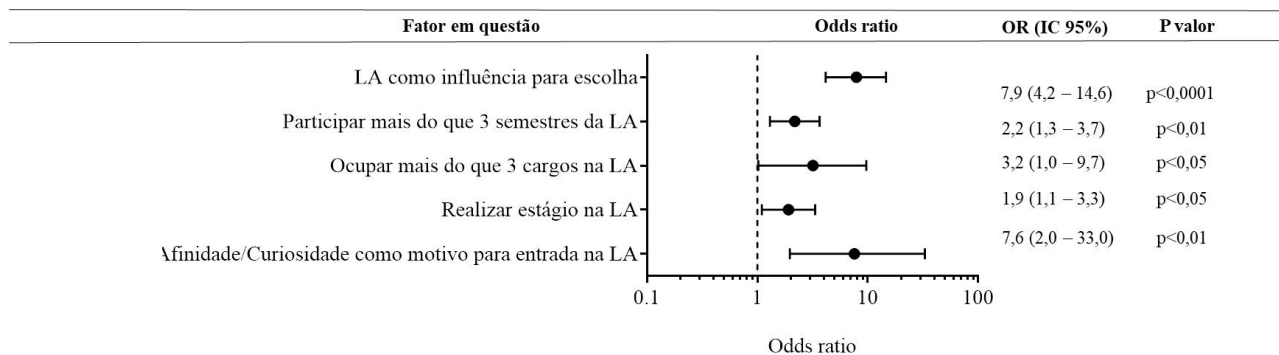 Fator em questão Odds ratio OR (IC 95%) P valor
LA como influência para escolha
7,9 (4,2 – 14,6) p<0,0001
Participar mais do que 3 semestres da LA
2,2 (1,3 – 3,7) p<0,01
Ocupar mais do que 3 cargos na LA
3,2 (1,0 – 9,7) p<0,05
Realizar estágio na LA
1,9 (1,1 – 3,3) p<0,05
Afinidade/Curiosidade como motivo para entrada na LA
7,6 (2,0 – 33,0) p<0,01
0.1 1 10 100
Odds ratio